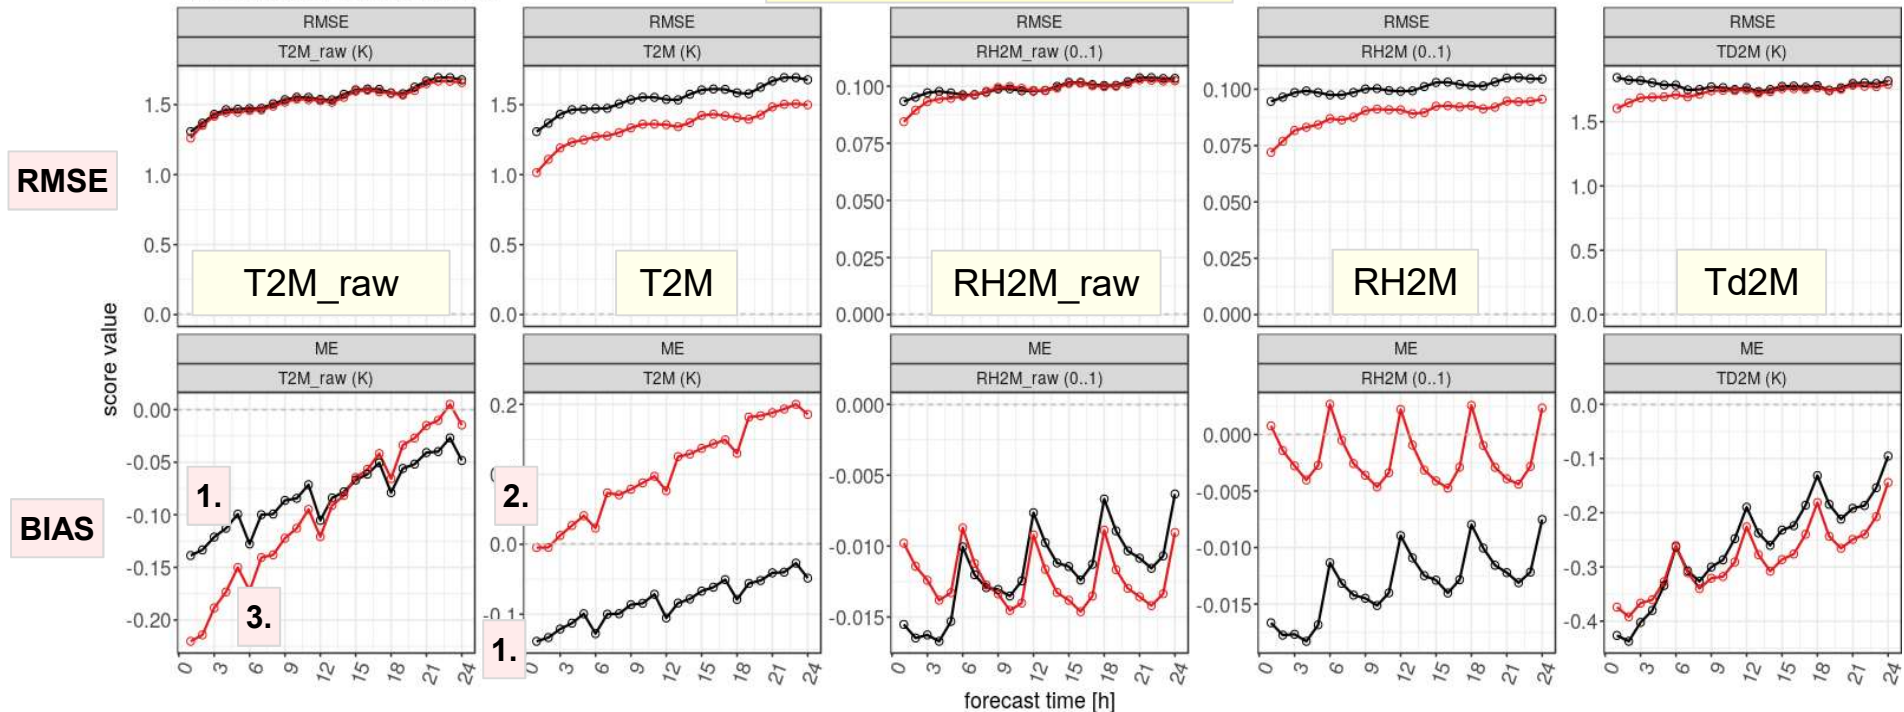 RMSE RMSE RMSE RMSE RMSE
T2M_raw (K) T2M (K) RH2M_raw (0..1) RH2M (0..1) TD2M (K)
1.5 1.5 0.100 0.100 1.5
1.0 1.0 0.075 0.075 1.0
0.5 0.5 0.050 0.050 0.5
0.0 0.0 0.025 0.025 0.0
0.000 0.000
RMSE
T2M_raw T2M RH2M_raw RH2M Td2M
score value
ME ME ME ME ME
T2M_raw (K) T2M (K) RH2M_raw (0..1) RH2M (0..1) TD2M (K)
0.00 0.2 0.000 0.000 0.0
-0.05 0.0 -0.005 -0.005 -0.1
-0.10 -0.1 -0.010 -0.010 -0.2
-0.15 -0.015 -0.015 -0.3
-0.20 -0.4
BIAS
1. 2.
3. 1.
0 3 6 9 12 15 18 21 24 0 3 6 9 12 15 18 21 24 0 3 6 9 12 15 18 21 24 0 3 6 9 12 15 18 21 24 0 3 6 9 12 15 18 21 24
forecast time [h]